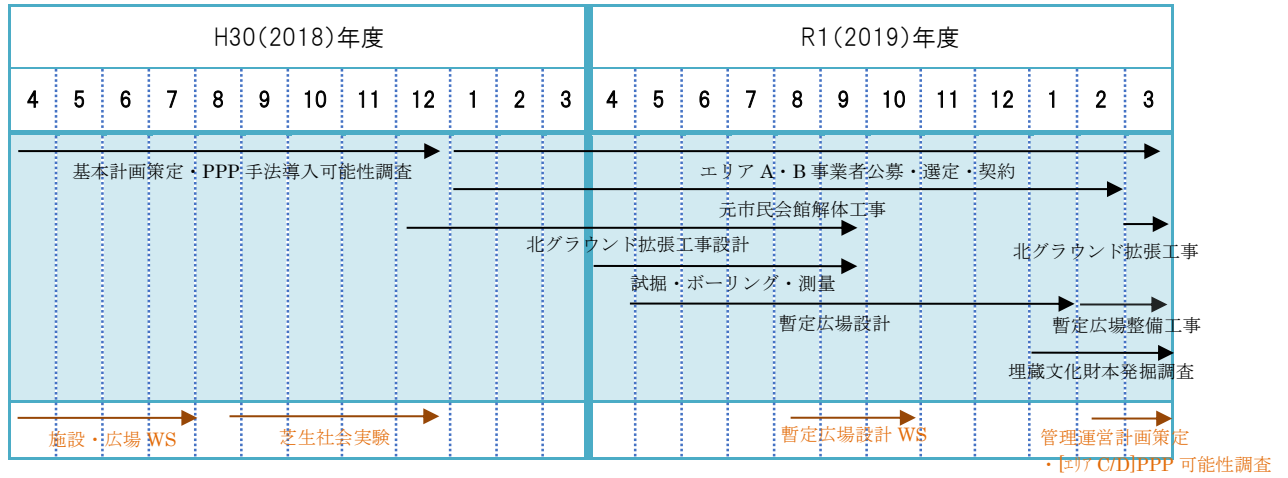 H30(2018)年度 R1(2019)年度
4 5 6 7 8 9 10 11 12 1 2 3 4 5 6 7 8 9 10 11 12 1 2 3
基本計画策定・PPP 手法導入可能性調査 エリア A・B 事業者公募・選定・契約
元市民会館解体工事
北グラウンド拡張工事設計 北グラウンド拡張工事
試掘・ボーリング・測量
暫定広場設計 暫定広場整備工事
埋蔵文化財本発掘調査
施設・広場 WS 芝生社会実験 暫定広場設計 WS 管理運営計画策定
・[エリア C/D]PPP 可能性調査